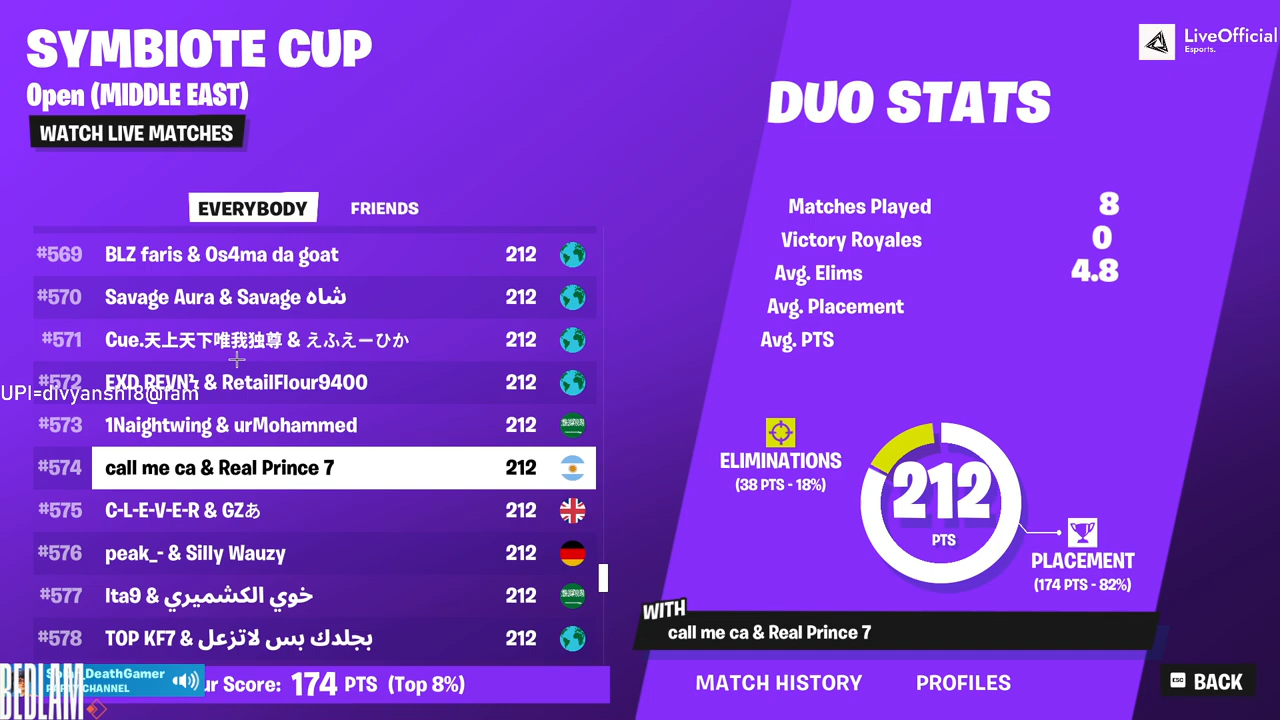 SYMBIOTE CUP
Open (MIDDLE EAST)
WATCH LIVE MATCHES
EVERYBODY FRIENDS
#569 BLZ faris & Os4ma da goat 212
#570 Savage Aura & Savage شاه 212
#571 Cue.天上天下唯我独尊 & えふえーひか 212
#572 & RetailFlour9400 212
#573 1Naightwing & urMohammed 212
#574 call me ca & Real Prince 7 212
#575 C-L-E-V-E-R & GZあ 212
#576 peak_- & Silly Wauzy 212
#577 Ita9 & خوي الكشميري 212
#578 TOP KF7 & بجلدك بس لاتزعل 212
ur Score: 174 PTS (Top 8%)
BEDLAM
DeathGamer
CHANNEL
LiveOfficial
Esports.
DUO STATS
Matches Played 8
Victory Royales 0
Avg. Elims 4.8
Avg. Placement
Avg. PTS
ELIMINATIONS
(38 PTS - 18%)
212
PTS
PLACEMENT
(174 PTS - 82%)
WITH
call me ca & Real Prince 7
MATCH HISTORY PROFILES
ESC BACK